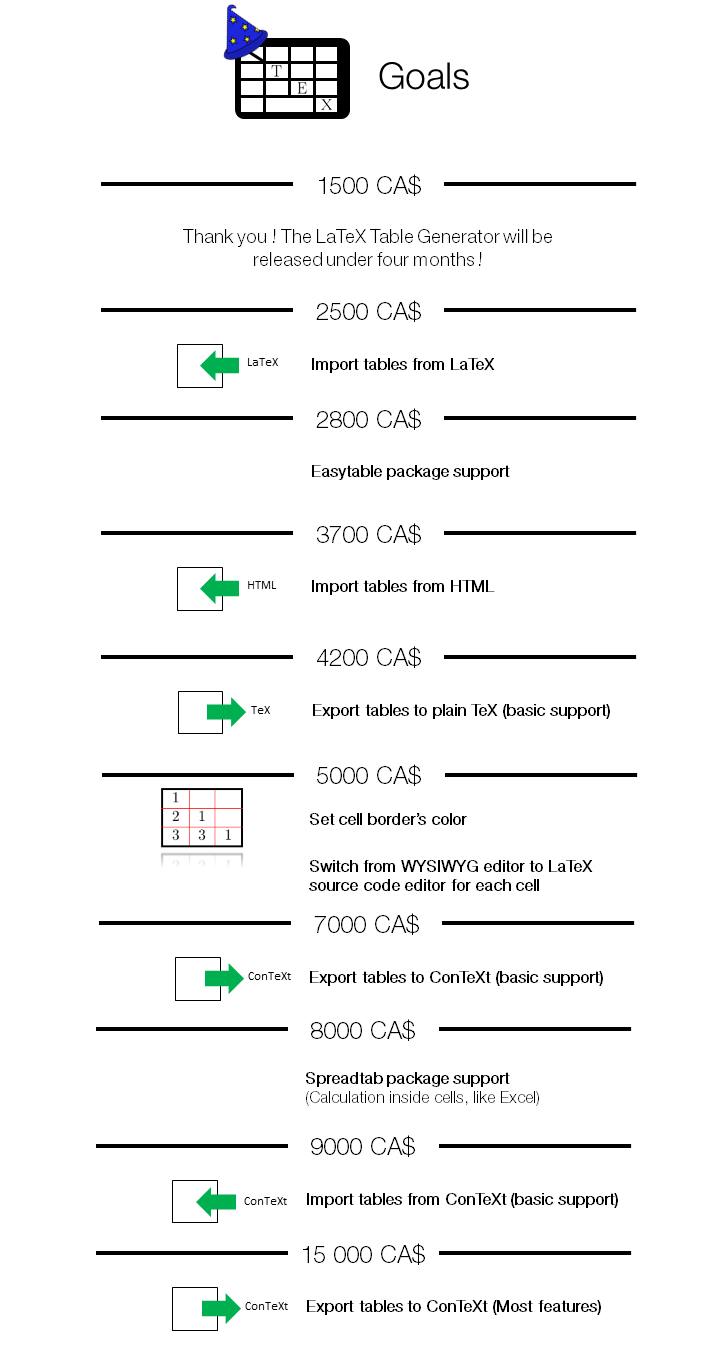 T
E
X
Goals
1500 CA$
Thank you ! The LaTeX Table Generator will be
released under four months !
2500 CA$
LaTeX
Import tables from LaTeX
2800 CA$
Easytable package support
3700 CA$
HTML
Import tables from HTML
4200 CA$
TeX
Export tables to plain TeX (basic support)
5000 CA$
1
2 1
3 3 1
Set cell border's color
Switch from WYSIWYG editor to LaTeX
source code editor for each cell
7000 CA$
ConTeXt
Export tables to ConTeXt (basic support)
8000 CA$
Spreadtab package support
(Calculation inside cells, like Excel)
9000 CA$
ConTeXt
Import tables from ConTeXt (basic support)
15 000 CA$
ConTeXt
Export tables to ConTeXt (Most features)